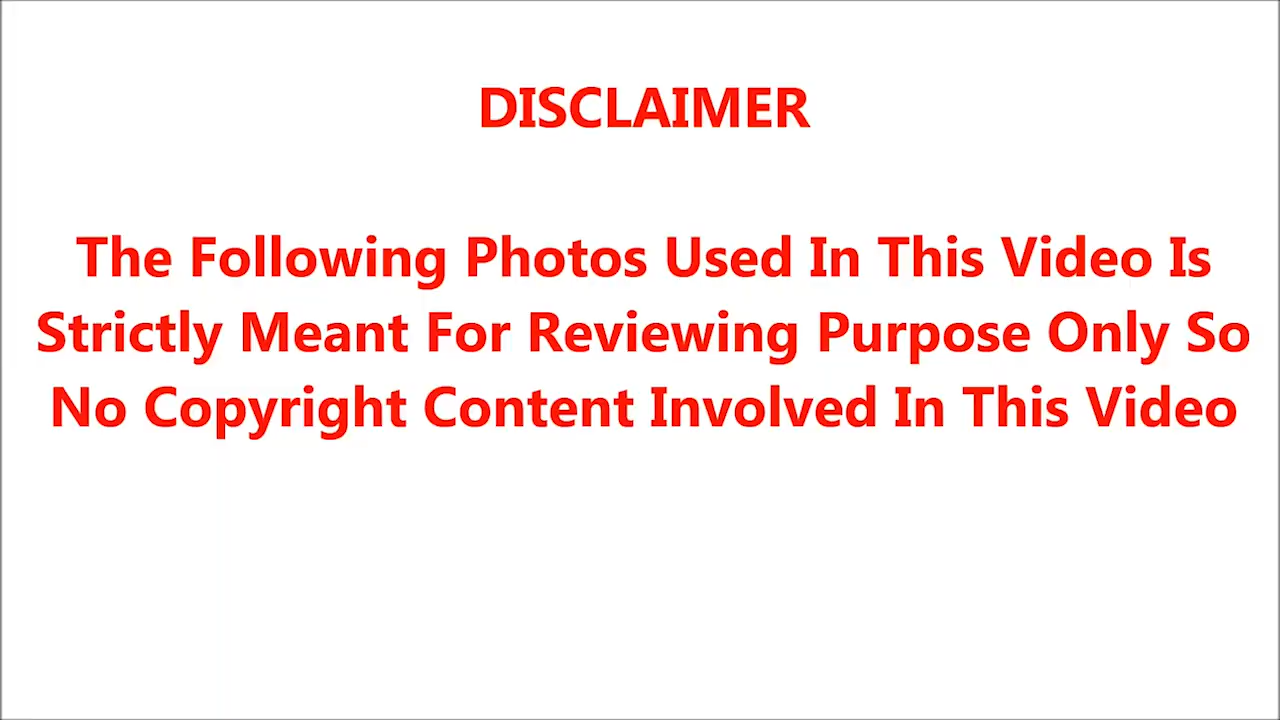 DISCLAIMER
The Following Photos Used In This Video Is
Strictly Meant For Reviewing Purpose Only So
No Copyright Content Involved In This Video